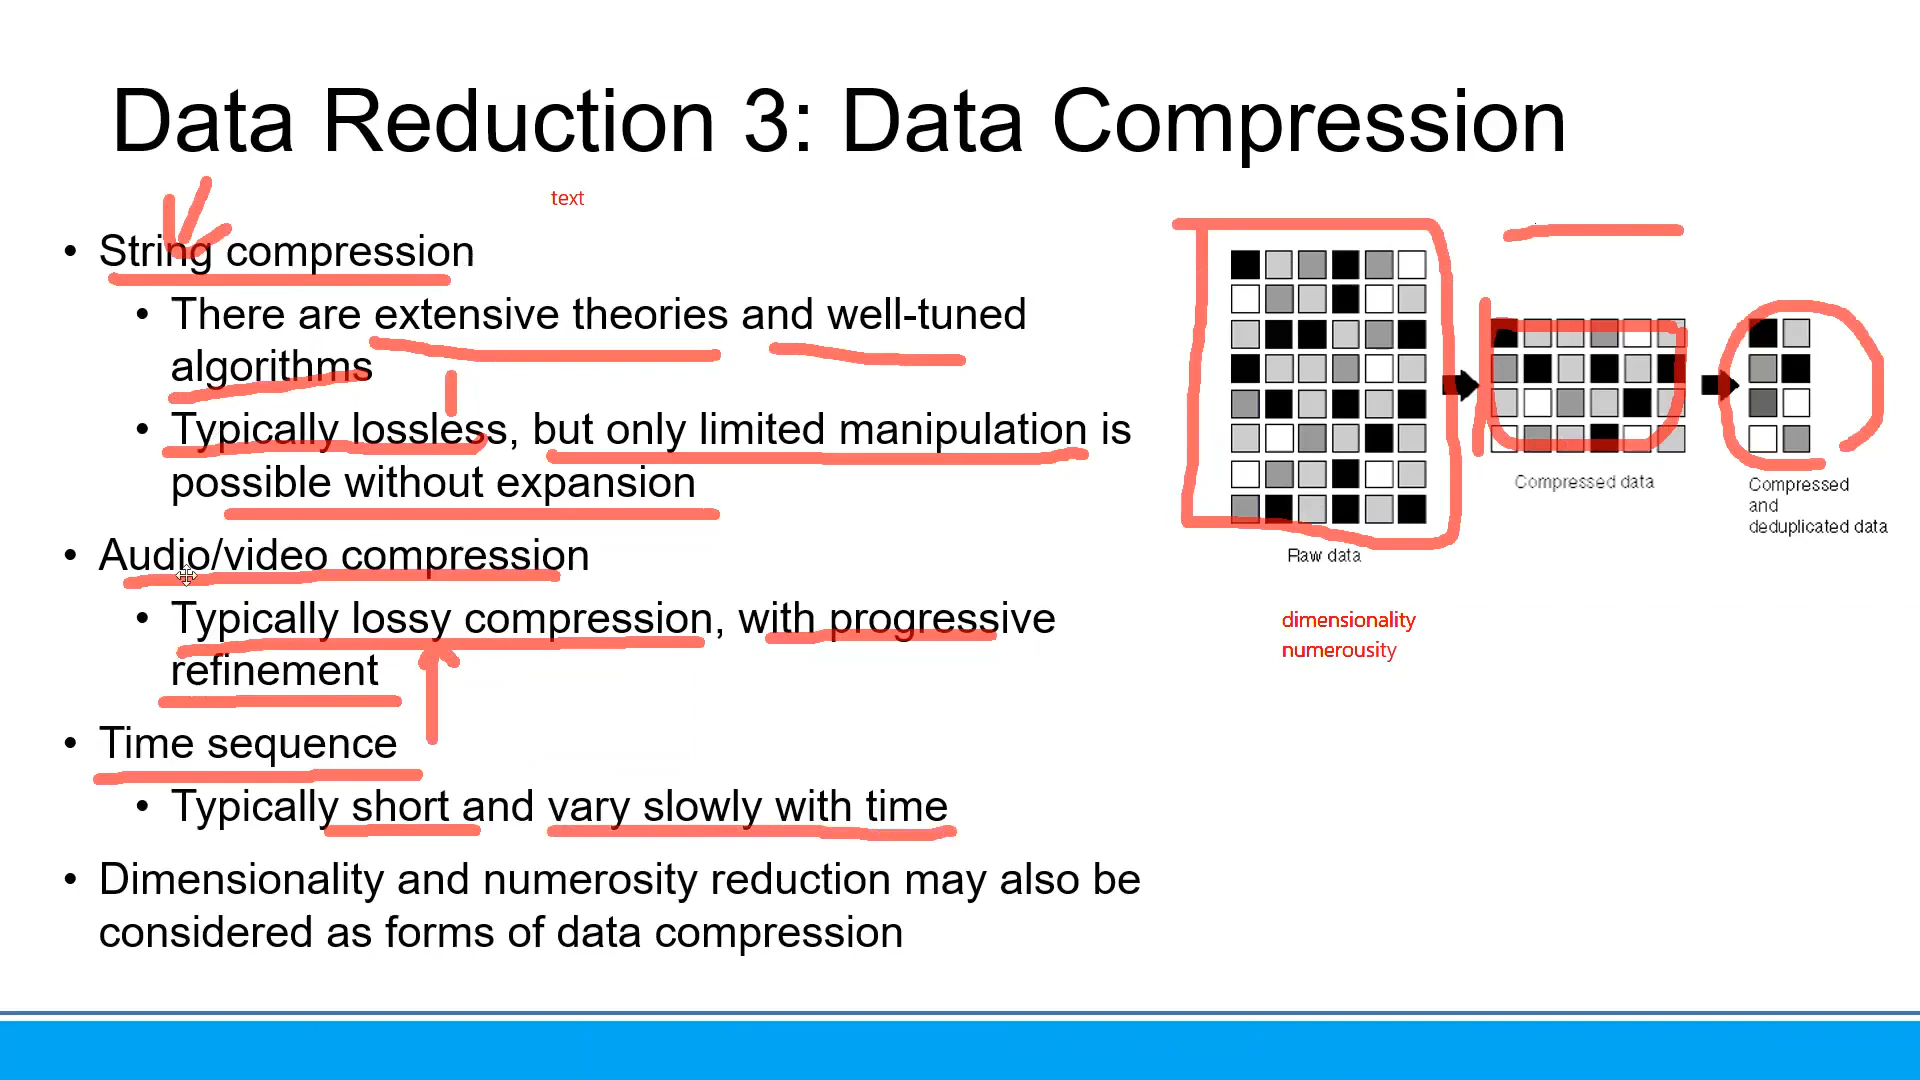 Data Reduction 3: Data Compression
text
• String compression
• There are extensive theories and well-tuned
algorithms
• Typically lossless, but only limited manipulation is
possible without expansion
• Audio/video compression
• Typically lossy compression, with progressive
refinement
• Time sequence
• Typically short and vary slowly with time
• Dimensionality and numerosity reduction may also be
considered as forms of data compression
Raw data
Compressed data
Compressed
and
deduplicated data
dimensionality
numerousity